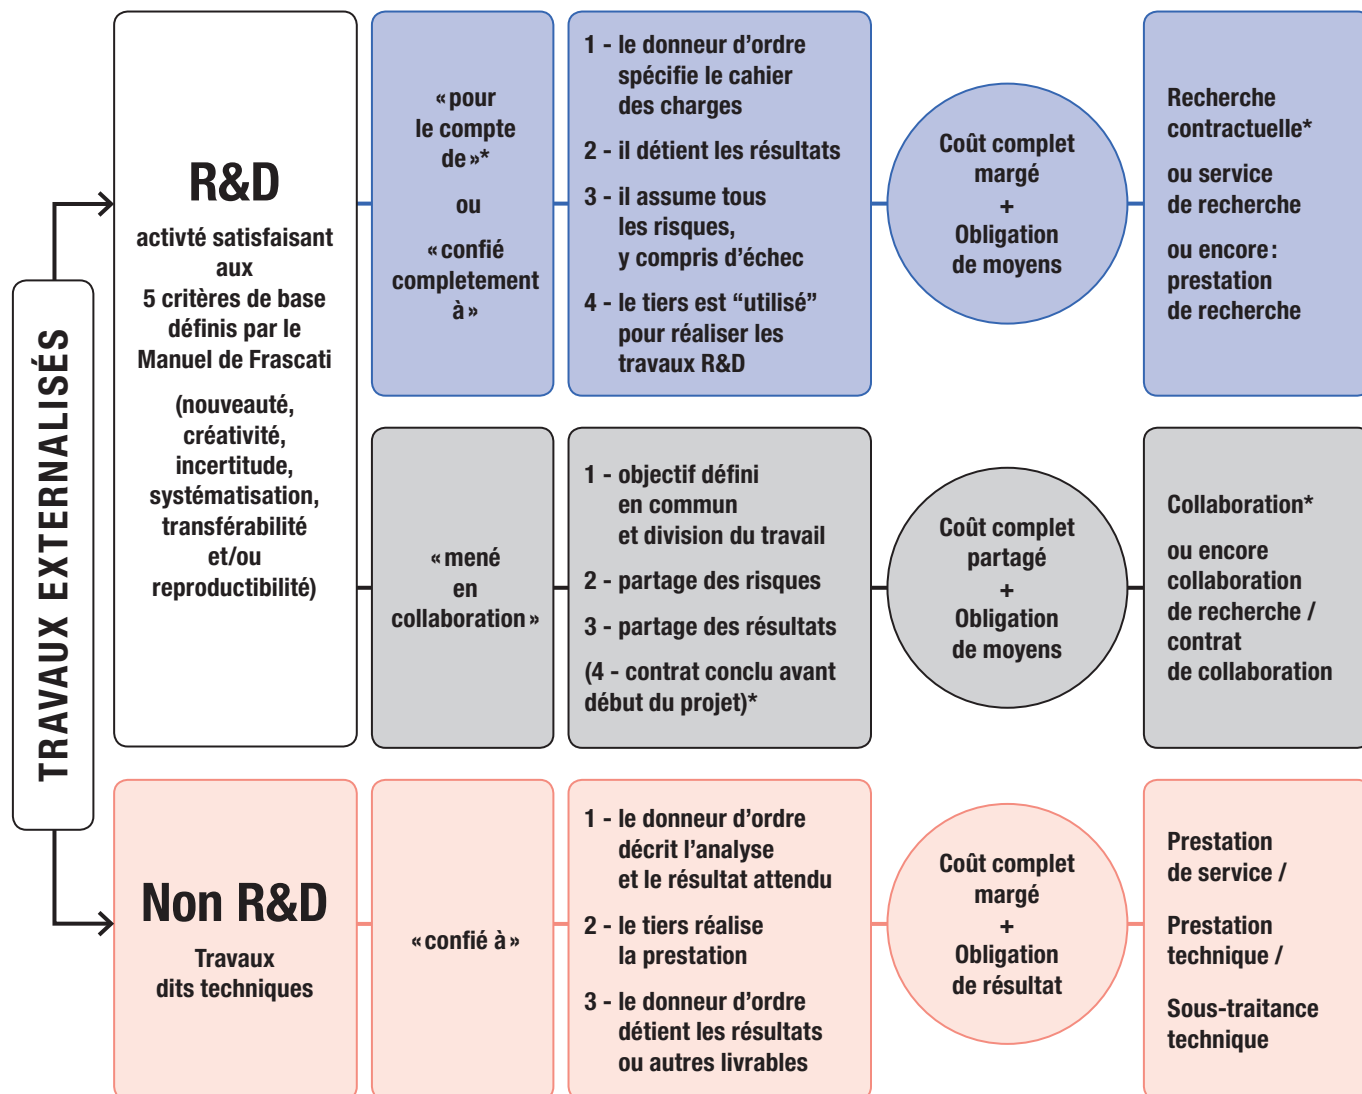 TRAVAUX EXTERNALISÉS
R&D
activté satisfaisant
aux
5 critères de base
définis par le
Manuel de Frascati
(nouveauté,
créativité,
incertitude,
systématisation,
transférabilité
et/ou
reproductibilité)
« pour
le compte
de »*
ou
« confié
completement
à »
1 - le donneur d’ordre
spécifie le cahier
des charges
2 - il détient les résultats
3 - il assume tous
les risques,
y compris d’échec
4 - le tiers est “utilisé”
pour réaliser les
travaux R&D
Coût complet
margé
+
Obligation
de moyens
Recherche
contractuelle*
ou service
de recherche
ou encore :
prestation
de recherche
« mené
en
collaboration »
1 - objectif défini
en commun
et division du travail
2 - partage des risques
3 - partage des résultats
(4 - contrat conclu avant
début du projet)*
Coût complet
partagé
+
Obligation
de moyens
Collaboration*
ou encore
collaboration
de recherche /
contrat
de collaboration
Non R&D
Travaux
dits techniques
« confié à »
1 - le donneur d’ordre
décrit l’analyse
et le résultat attendu
2 - le tiers réalise
la prestation
3 - le donneur d’ordre
détient les résultats
ou autres livrables
Coût complet
margé
+
Obligation
de résultat
Prestation
de service /
Prestation
technique /
Sous-traitance
technique